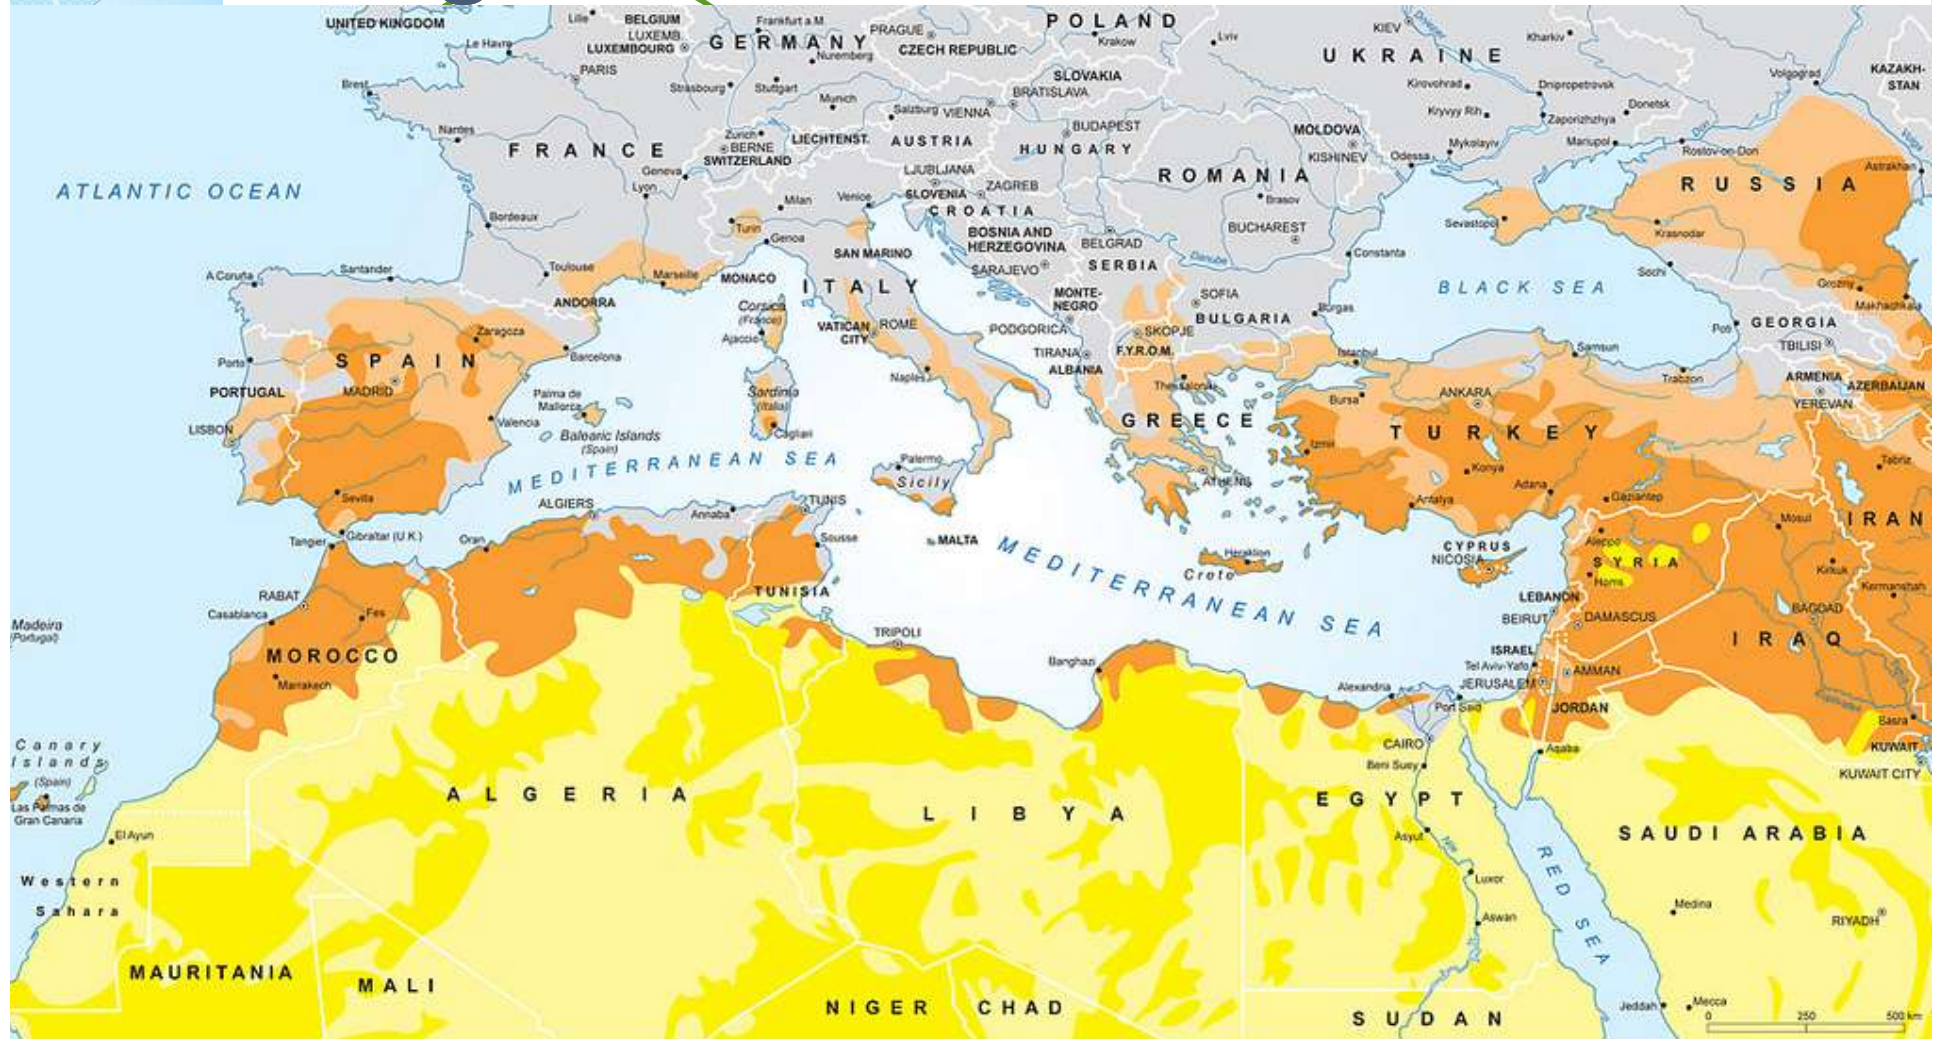 UNITED KINGDOM
Lille
BELGIUM
LUXEMB.
LUXEMBOURG
Frankfurt a.M.
GERMANY
PRAGUE
CZECH REPUBLIC
POLAND
Krakow
Lviv
KIEV
Dnieper
Kharkiv
UKRAINE
Volgograd
KAZAKH-
STAN
Le Havre
PARIS
Nuremberg
SLOVAKIA
BRATISLAVA
Kirovohrad
Dnipropetrovsk
Brest
Strasbourg
Stuttgart
Munich
Salzburg
VIENNA
Kryvyy Rih
Donetsk
Zaporizhzhya
Nantes
FRANCE
Zurich
BERNE
SWITZERLAND
LIECHTENST.
AUSTRIA
BUDAPEST
HUNGARY
MOLDOVA
KISHINEV
Odessa
Mykolayiv
Mariupol
Don
Rostov-on-Don
Volga
Astrakhan
ATLANTIC OCEAN
Geneva
Lyon
LJUBLJANA
SLOVENIA
ZAGREB
ROMANIA
RUSSIA
Milan
Venice
CROATIA
Brasov
Bordeaux
Turin
Genoa
BOSNIA AND
HERZEGOVINA
BELGRAD
BUCHAREST
Sevastopol
Krasnodar
SAN MARINO
SARAJEVO
SERBIA
Danube
Constanta
A Coruña
Santander
Toulouse
Marseille
MONACO
ITALY
Sochi
Grozny
Makhachkala
ANDORRA
Corsica
(France)
MONTE-
NEGRO
SOFIA
BULGARIA
Burgas
BLACK SEA
Zaragoza
Ajaccio
VATICAN
CITY
ROME
PODGORICA
SKOPJE
F.Y.R.O.M.
Poti
GEORGIA
TBILISI
Porto
SPAIN
Barcelona
TIRANA
ALBANIA
Istanbul
Samsun
Trabzon
PORTUGAL
MADRID
Palma de
Mallorca
Sardinia
(Italia)
Naples
Thessaloniki
Bursa
ANKARA
ARMENIA
AZERBAIJAN
YEREVAN
LISBON
Valencia
Balearic Islands
(Spain)
Cagliari
GREECE
TURKEY
Izmir
MEDITERRANEAN SEA
Palermo
Sicily
ATHENS
Konya
Tabriz
Sevilla
ALGIERS
Annaba
TUNIS
Antalya
Adana
Gaziantep
Tangier
Gibraltar (U.K.)
Oran
Sousse
MALTA
MEDITERRANEAN SEA
Heraklion
Crete
CYPRUS
NICOSIA
Aleppo
SYRIA
Homs
Mosul
IRAN
Kirkuk
Kermanshah
RABAT
Casablanca
Fes
TUNISIA
LEBANON
BEIRUT
DAMASCUS
BAGDAD
Madeira
(Portugal)
MOROCCO
Marrakech
TRIPOLI
Banghazi
ISRAEL
Tel Aviv-Yafo
JERUSALEM
AMMAN
IRAQ
Alexandria
Port Said
JORDAN
Basra
Canary
Islands
(Spain)
Las Palmas de
Gran Canaria
CAIRO
Beni Suey
Aqaba
KUWAIT
KUWAIT CITY
ALGERIA
LIBYA
EGYPT
El Ayun
Asyut
Nile
SAUDI ARABIA
Western
Sahara
Luxor
RED SEA
Medina
RIYADH
Aswan
MAURITANIA
MALI
NIGER
CHAD
SUDAN
Jeddah
Mecca
0 250 500 km